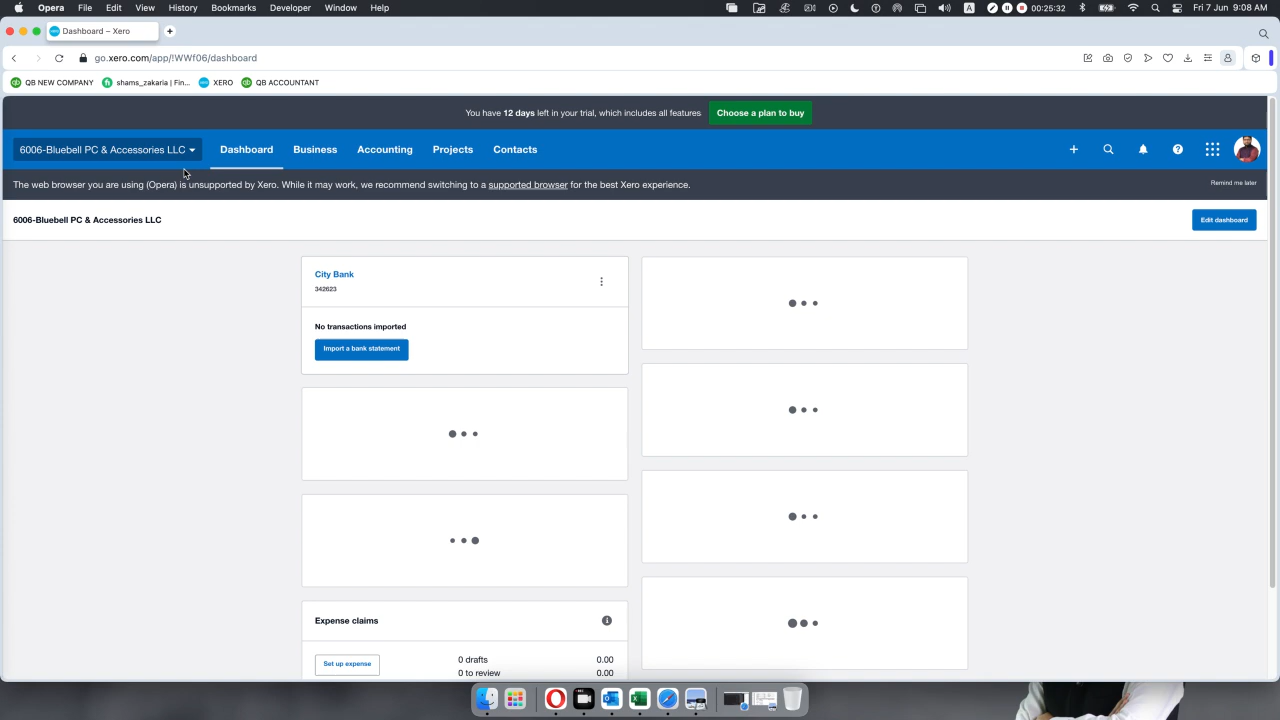 Opera File Edit View History Bookmarks Developer Window Help
00:25:32
A
Fri 7 Jun 9:08 AM
Dashboard – Xero
go.xero.com/app/!WWf06/dashboard
QB NEW COMPANY
shams_zakaria | Fin...
XERO
QB ACCOUNTANT
You have 12 days left in your trial, which includes all features
Choose a plan to buy
6006-Bluebell PC & Accessories LLC
Dashboard
Business
Accounting
Projects
Contacts
The web browser you are using (Opera) is unsupported by Xero. While it may work, we recommend switching to a supported browser for the best Xero experience.
Remind me later
6006-Bluebell PC & Accessories LLC
Edit dashboard
City Bank
342623
No transactions imported
Import a bank statement
Expense claims
Set up expense
0 drafts 0.00
0 to review 0.00